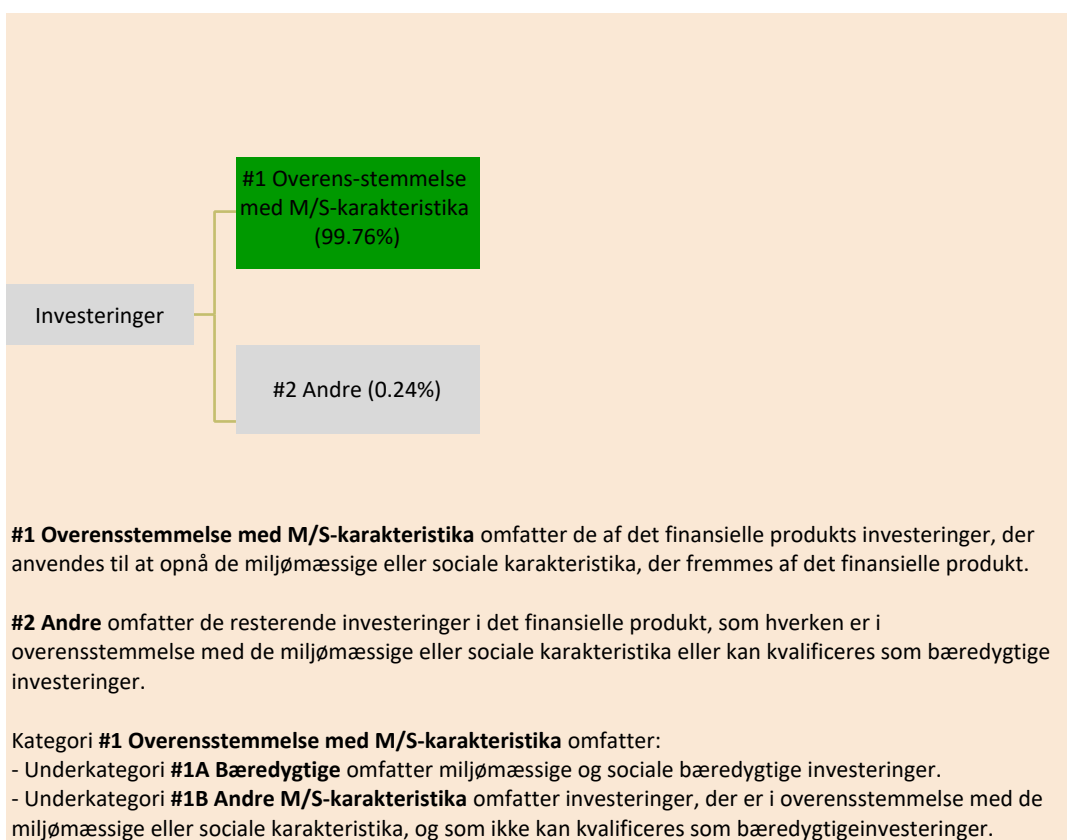 #1 Overens-stemmelse
med M/S-karakteristika
(99.76%)
Investeringer
#2 Andre (0.24%)
#1 Overensstemmelse med M/S-karakteristika omfatter de af det finansielle produkts investeringer, der
anvendes til at opnå de miljømæssige eller sociale karakteristika, der fremmes af det finansielle produkt.
#2 Andre omfatter de resterende investeringer i det finansielle produkt, som hverken er i
overensstemmelse med de miljømæssige eller sociale karakteristika eller kan kvalificeres som bæredygtige
investeringer.
Kategori #1 Overensstemmelse med M/S-karakteristika omfatter:
- Underkategori #1A Bæredygtige omfatter miljømæssige og sociale bæredygtige investeringer.
- Underkategori #1B Andre M/S-karakteristika omfatter investeringer, der er i overensstemmelse med de
miljømæssige eller sociale karakteristika, og som ikke kan kvalificeres som bæredygtigeinvesteringer.